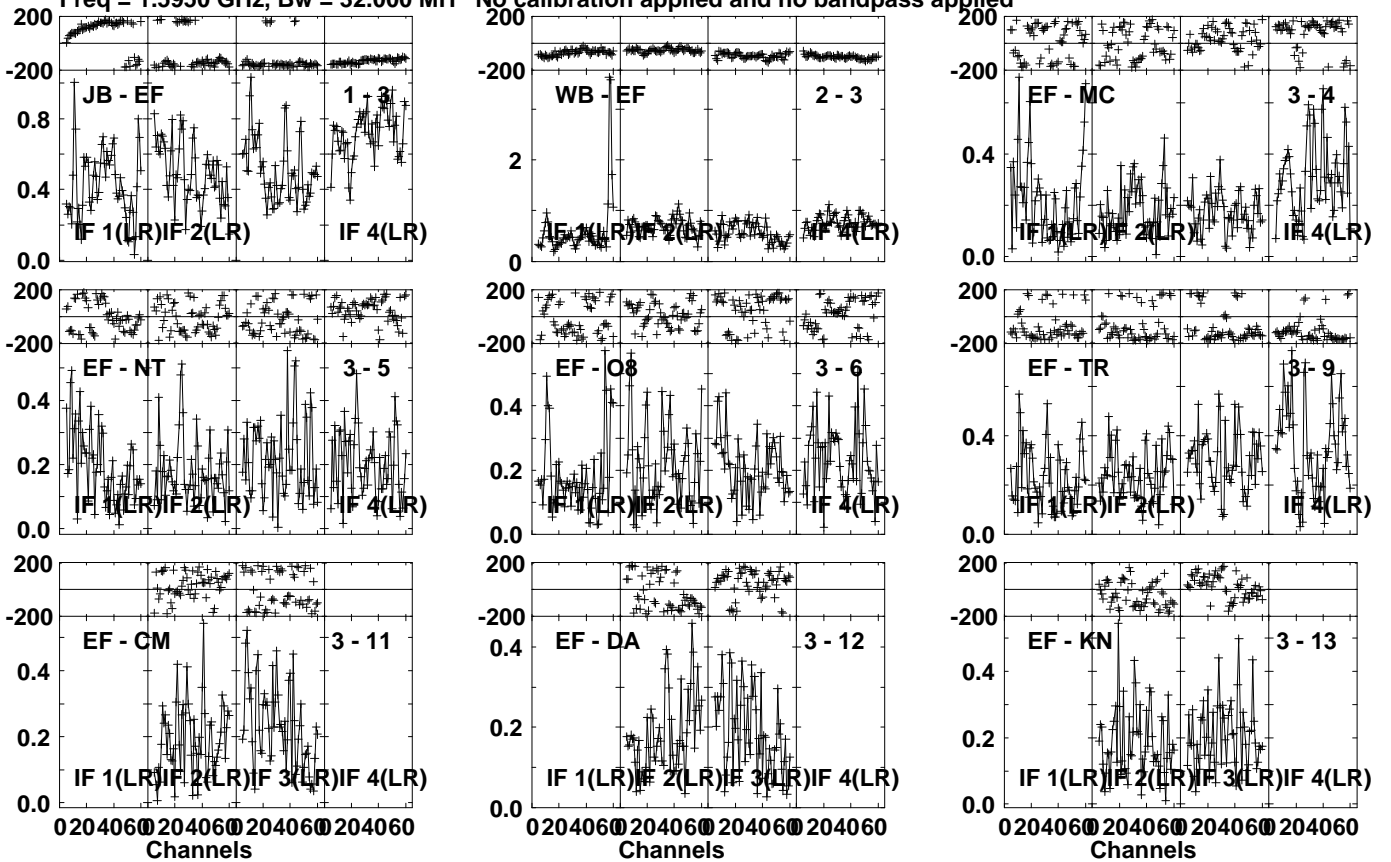 Freq = 1.5950 GHz, Bw = 32.000 MH No calibration applied and no bandpass applied
200
-200
JB - EF 1 - 3
0.8
0.4
0.0
IF 1(LR) IF 2(LR) IF 4(LR)
200
-200
WB - EF 2 - 3
2
0
IF 1(LR) IF 2(LR) IF 4(LR)
200
-200
EF - MC 3 - 4
0.4
0.0
IF 1(LR) IF 2(LR) IF 4(LR)
200
-200
EF - NT 3 - 5
0.4
0.2
0.0
IF 1(LR) IF 2(LR) IF 4(LR)
200
-200
EF - O8 3 - 6
0.4
0.2
0.0
IF 1(LR) IF 2(LR) IF 4(LR)
200
-200
EF - TR 3 - 9
0.4
0.0
IF 1(LR) IF 2(LR) IF 4(LR)
200
-200
EF - CM 3 - 11
0.4
0.2
0.0
IF 1(LR) IF 2(LR) IF 3(LR) IF 4(LR)
0 20 40 60 0 20 40 60 0 20 40 60 0 20 40 60
Channels
200
-200
EF - DA 3 - 12
0.4
0.2
0.0
IF 1(LR) IF 2(LR) IF 3(LR) IF 4(LR)
0 20 40 60 0 20 40 60 0 20 40 60 0 20 40 60
Channels
200
-200
EF - KN 3 - 13
0.4
0.2
0.0
IF 1(LR) IF 2(LR) IF 3(LR) IF 4(LR)
0 20 40 60 0 20 40 60 0 20 40 60 0 20 40 60
Channels